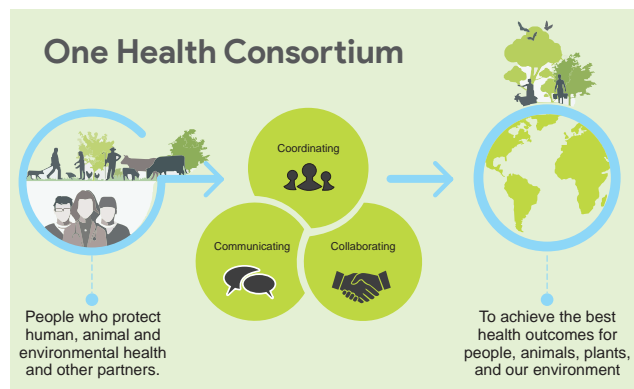 One Health Consortium
Coordinating
Communicating
Collaborating
People who protect
human, animal and
environmental health
and other partners.
To achieve the best
health outcomes for
people, animals, plants,
and our environment